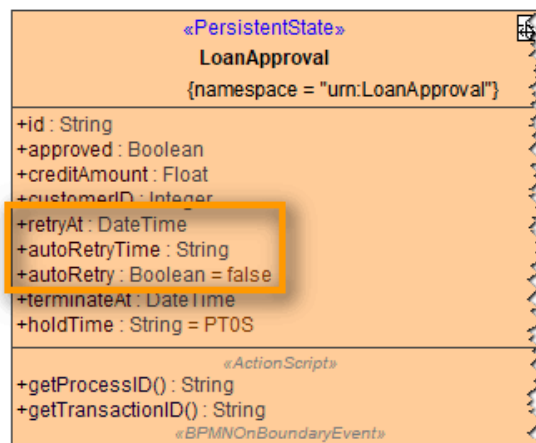 «PersistentState»
LoanApproval
{namespace = "urn:LoanApproval"}
+id : String
+approved : Boolean
+creditAmount : Float
+customerID : Integer
+retryAt : DateTime
+autoRetryTime : String
+autoRetry : Boolean = false
+terminateAt : DateTime
+holdTime : String = PT0S
«ActionScript»
+getProcessID() : String
+getTransactionID() : String
«BPMNOnBoundaryEvent»